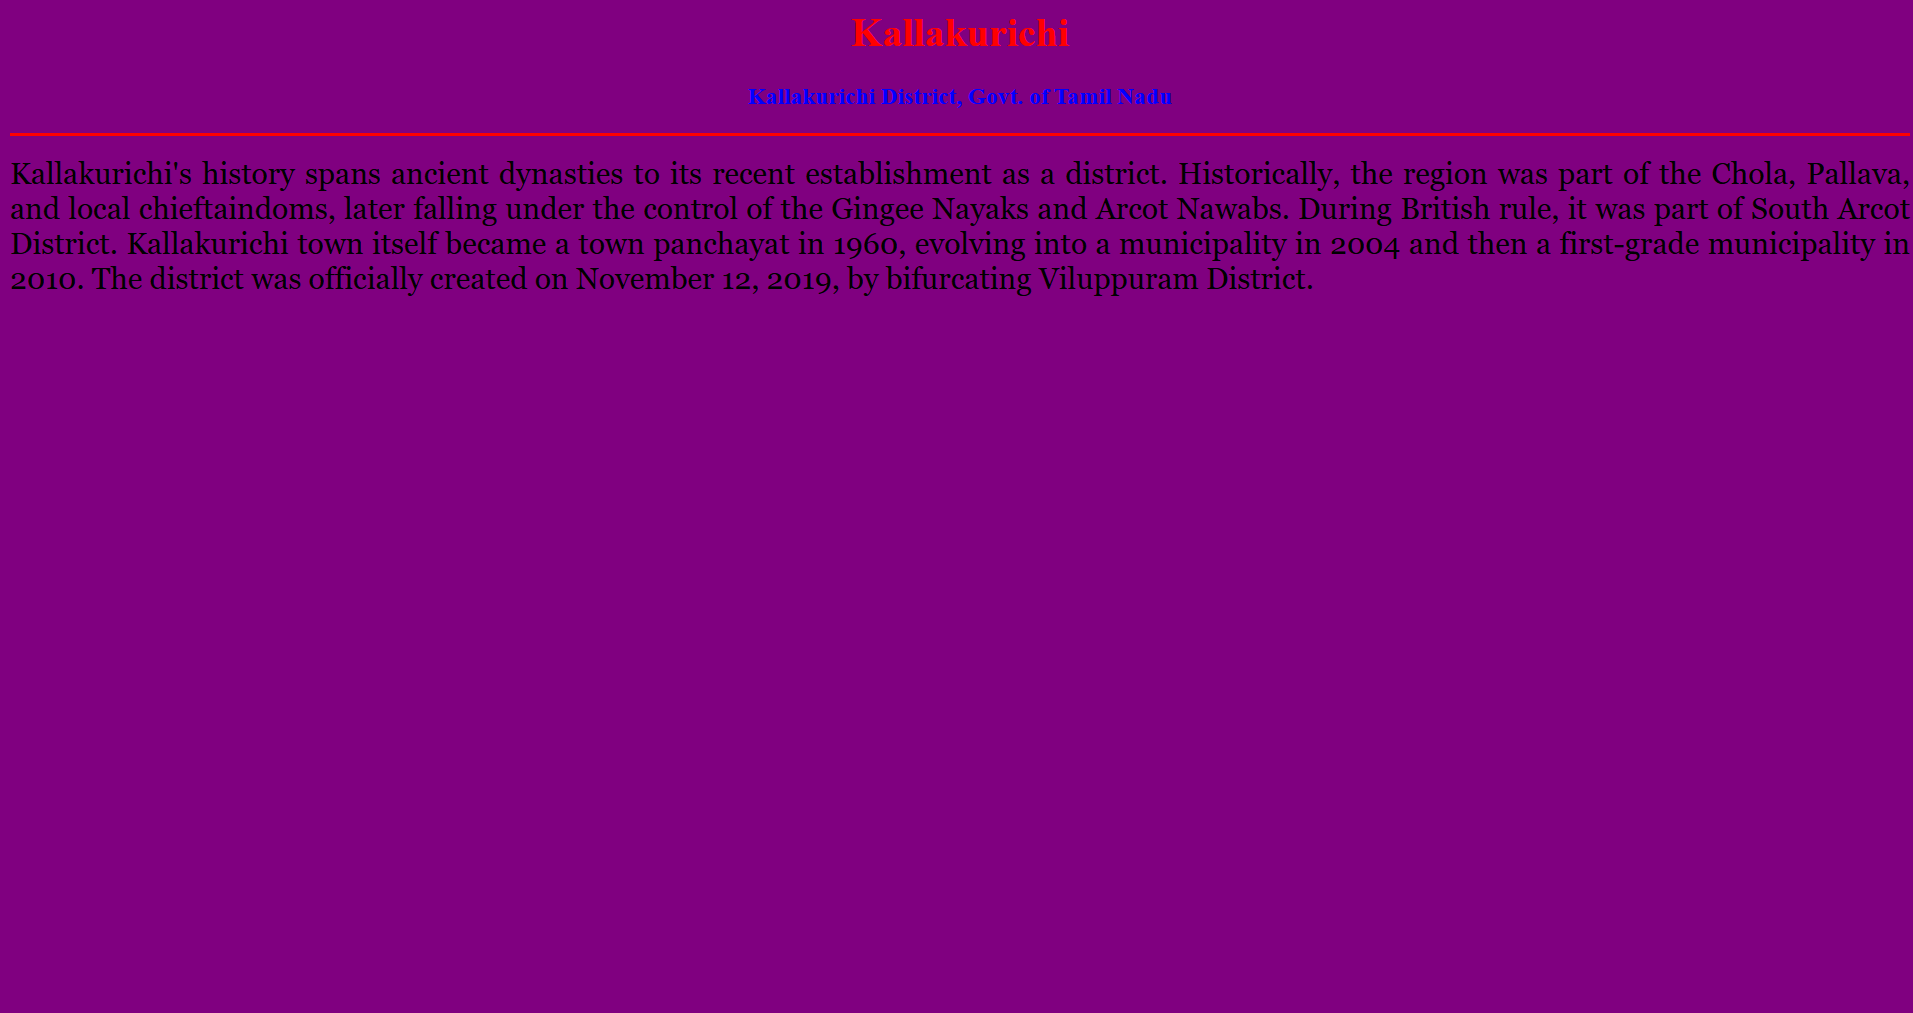 Kallakurichi
Kallakurichi District, Govt. of Tamil Nadu
Kallakurichi's history spans ancient dynasties to its recent establishment as a district. Historically, the region was part of the Chola, Pallava,
and local chieftaindoms, later falling under the control of the Gingee Nayaks and Arcot Nawabs. During British rule, it was part of South Arcot
District. Kallakurichi town itself became a town panchayat in 1960, evolving into a municipality in 2004 and then a first-grade municipality in
2010. The district was officially created on November 12, 2019, by bifurcating Viluppuram District.